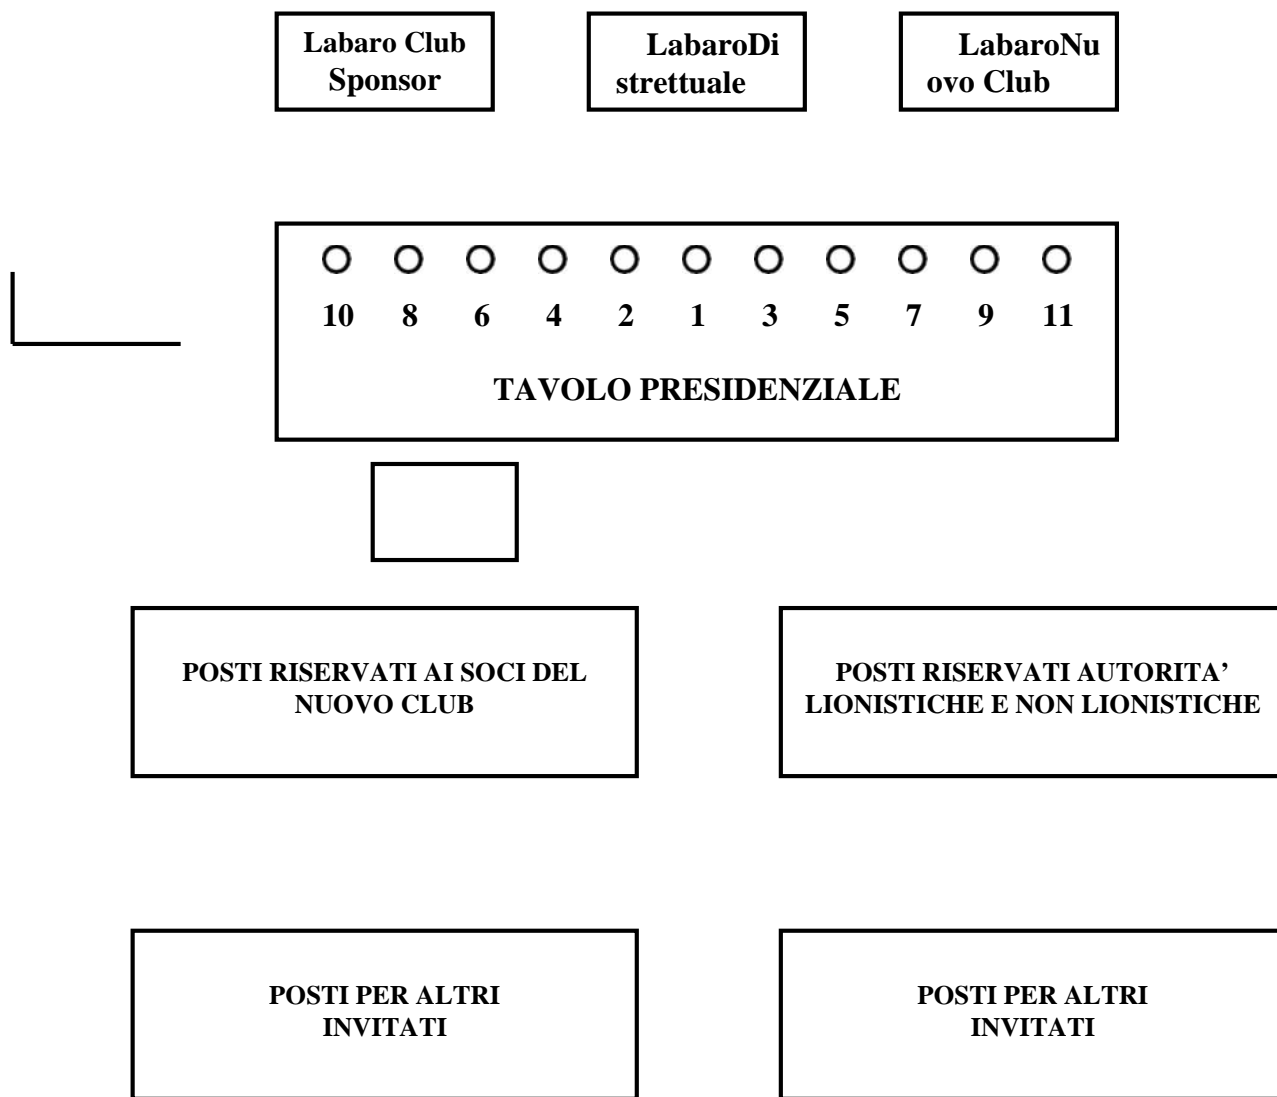 Labaro Club
Sponsor
LabaroDi
strettuale
LabaroNu
ovo Club
10 8 6 4 2 1 3 5 7 9 11
TAVOLO PRESIDENZIALE
POSTI RISERVATI AI SOCI DEL
NUOVO CLUB
POSTI RISERVATI AUTORITA’
LIONISTICHE E NON LIONISTICHE
POSTI PER ALTRI
INVITATI
POSTI PER ALTRI
INVITATI